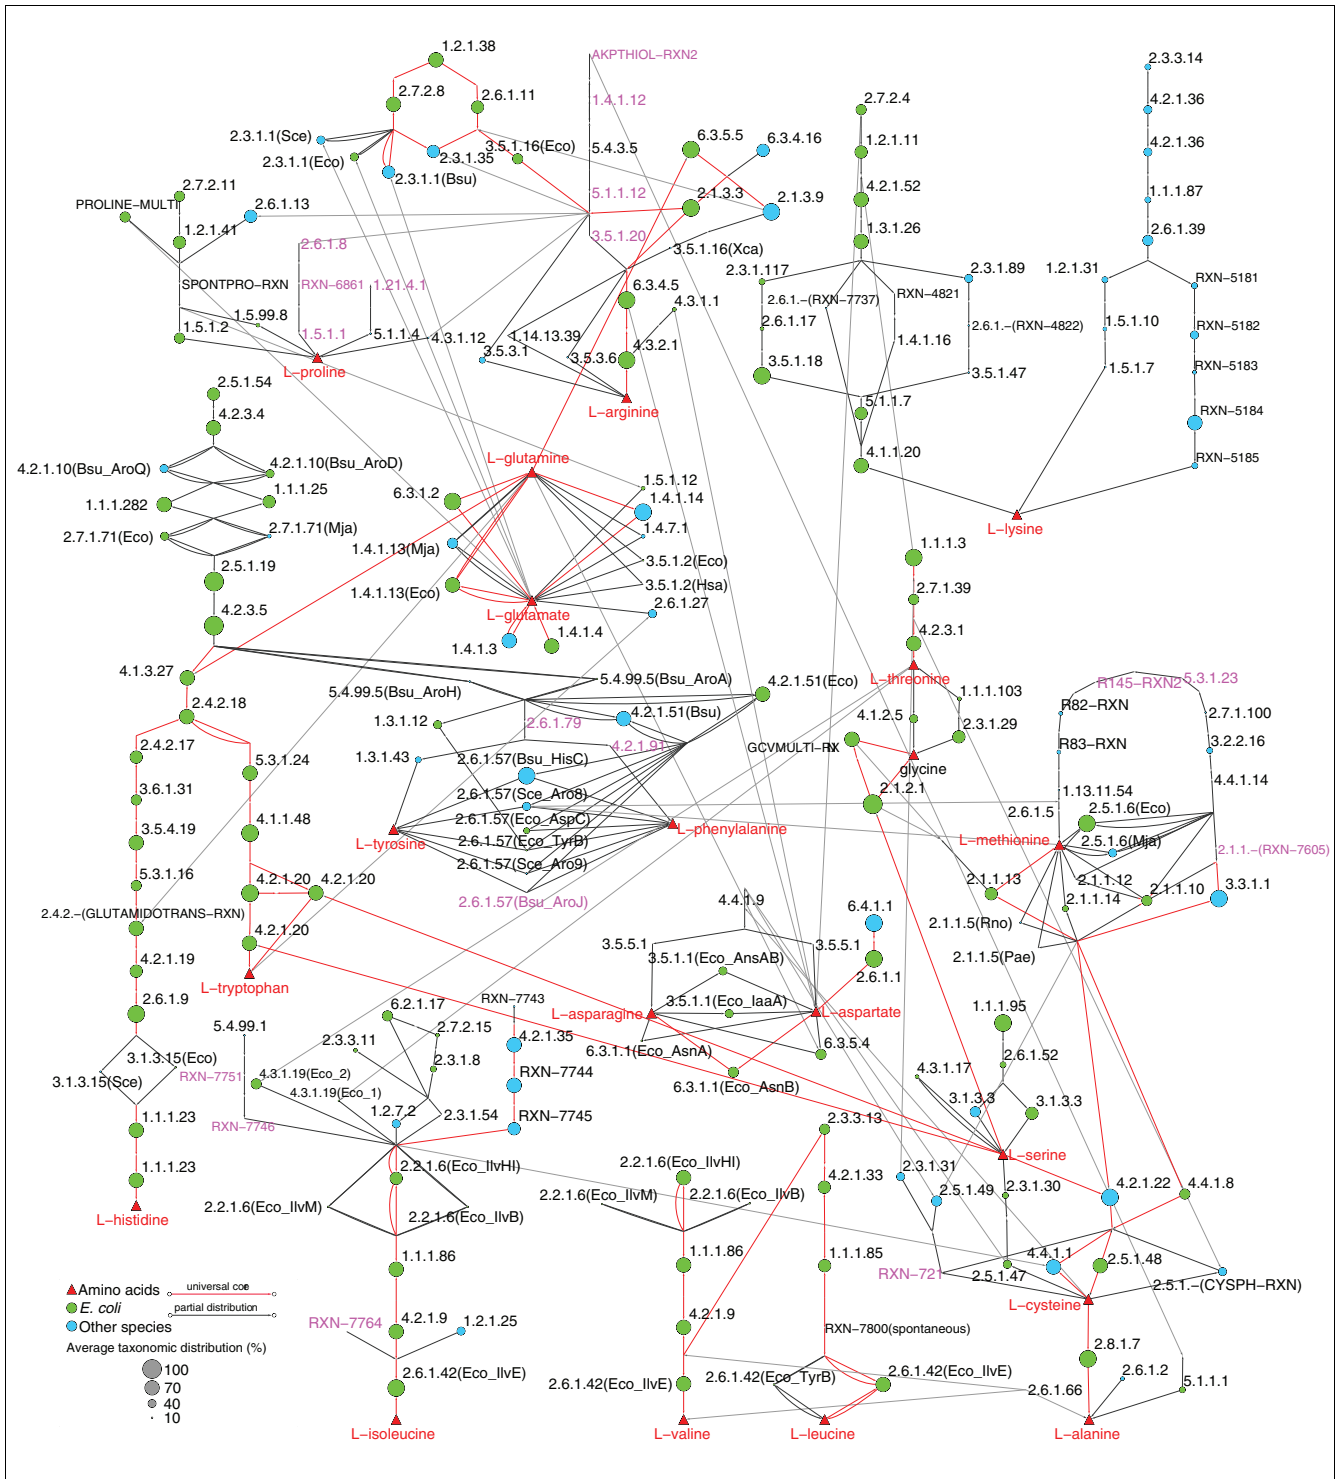 1.2.1.38
AKPTHIOL-RXN2
2.3.3.14
2.7.2.8
2.6.1.11
1.4.1.12
2.7.2.4
4.2.1.36
2.3.1.1(Sce)
2.3.1.1(Eco)
2.3.1.35
3.5.1.16(Eco)
5.4.3.5
6.3.5.5
6.3.4.16
1.2.1.11
4.2.1.36
2.3.1.1(Bsu)
2.7.2.11
PROLINE-MULTI
2.6.1.13
5.1.1.12
2.1.3.3
2.1.3.9
4.2.1.52
1.1.1.87
1.2.1.41
2.6.1.8
3.5.1.20
3.5.1.16(Xca)
1.3.1.26
2.6.1.39
SPONTPRO-RXN
RXN-6861
1.21.4.1
6.3.4.5
4.3.1.1
2.3.1.117
2.6.1.-(RXN-7737)
RXN-4821
2.3.1.89
1.2.1.31
RXN-5181
1.5.99.8
1.5.1.2
1.5.1.1
5.1.1.4
4.3.1.12
1.14.13.39
3.5.3.1
3.5.3.6
4.3.2.1
2.6.1.17
1.4.1.16
2.6.1.-(RXN-4822)
1.5.1.10
RXN-5182
L-proline
3.5.1.18
3.5.1.47
1.5.1.7
RXN-5183
2.5.1.54
L-arginine
5.1.1.7
RXN-5184
4.2.3.4
4.2.1.10(Bsu_AroQ)
4.2.1.10(Bsu_AroD)
L-glutamine
4.1.1.20
RXN-5185
1.1.1.282
1.1.1.25
6.3.1.2
1.5.1.12
1.4.1.14
L-lysine
2.7.1.71(Eco)
2.7.1.71(Mja)
1.4.1.13(Mja)
1.4.7.1
1.1.1.3
2.5.1.19
1.4.1.13(Eco)
3.5.1.2(Eco)
3.5.1.2(Hsa)
2.7.1.39
4.2.3.5
L-glutamate
2.6.1.27
4.2.3.1
1.4.1.3
1.4.1.4
4.1.3.27
5.4.99.5(Bsu_AroH)
5.4.99.5(Bsu_AroA)
4.2.1.51(Eco)
L-threonine
1.1.1.103
R145-RXN2
5.3.1.23
2.4.2.18
1.3.1.12
2.6.1.79
4.2.1.51(Bsu)
4.1.2.5
2.3.1.29
R82-RXN
2.7.1.100
2.4.2.17
5.3.1.24
1.3.1.43
4.2.1.91
GCVMULTI-RXN
glycine
R83-RXN
3.2.2.16
2.6.1.57(Bsu_HisC)
3.6.1.31
2.6.1.57(Sce_Aro8)
2.1.2.1
1.13.11.54
4.4.1.14
3.5.4.19
4.1.1.48
2.6.1.57(Eco_AspC)
2.6.1.5
2.5.1.6(Eco)
L-tyrosine
2.6.1.57(Eco_TyrB)
L-phenylalanine
L-methionine
2.5.1.6(Mja)
2.1.1.-(RXN-7605)
5.3.1.16
4.2.1.20
4.2.1.20
2.6.1.57(Sce_Aro9)
2.1.1.13
2.1.1.12
2.1.1.14
2.1.1.10
3.3.1.1
2.4.2.-(GLUTAMIDOTRANS-RXN)
2.6.1.57(Bsu_AroJ)
4.4.1.9
6.4.1.1
2.1.1.5(Rno)
4.2.1.20
3.5.5.1
3.5.5.1
2.1.1.5(Pae)
4.2.1.19
3.5.1.1(Eco_AnsAB)
2.6.1.1
L-tryptophan
2.6.1.9
6.2.1.17
RXN-7743
3.5.1.1(Eco_IaaA)
L-asparagine
L-aspartate
1.1.1.95
5.4.99.1
2.3.3.11
2.7.2.15
4.2.1.35
6.3.1.1(Eco_AsnA)
6.3.5.4
2.6.1.52
3.1.3.15(Eco)
3.1.3.15(Sce)
RXN-7751
4.3.1.19(Eco_2)
4.3.1.19(Eco_1)
2.3.1.8
RXN-7744
6.3.1.1(Eco_AsnB)
4.3.1.17
3.1.3.3
3.1.3.3
1.1.1.23
RXN-7746
1.2.7.2
2.3.1.54
RXN-7745
2.3.3.13
L-serine
1.1.1.23
2.2.1.6(Eco_IlvHI)
2.2.1.6(Eco_IlvHI)
4.2.1.33
2.3.1.31
2.5.1.49
2.3.1.30
4.2.1.22
4.4.1.8
L-histidine
2.2.1.6(Eco_IlvM)
2.2.1.6(Eco_IlvB)
2.2.1.6(Eco_IlvM)
2.2.1.6(Eco_IlvB)
1.1.1.86
1.1.1.86
1.1.1.85
RXN-721
2.5.1.47
4.4.1.1
2.5.1.48
2.5.1.-(CYSPH-RXN)
Amino acids
universal core
E. coli
partial distribution
Other species
RXN-7764
4.2.1.9
1.2.1.25
4.2.1.9
RXN-7800(spontaneous)
L-cysteine
Average taxonomic distribution (%)
100
70
40
10
2.6.1.42(Eco_IlvE)
2.6.1.42(Eco_IlvE)
2.6.1.42(Eco_TyrB)
2.6.1.42(Eco_IlvE)
2.8.1.7
2.6.1.2
2.6.1.66
5.1.1.1
L-isoleucine
L-valine
L-leucine
L-alanine